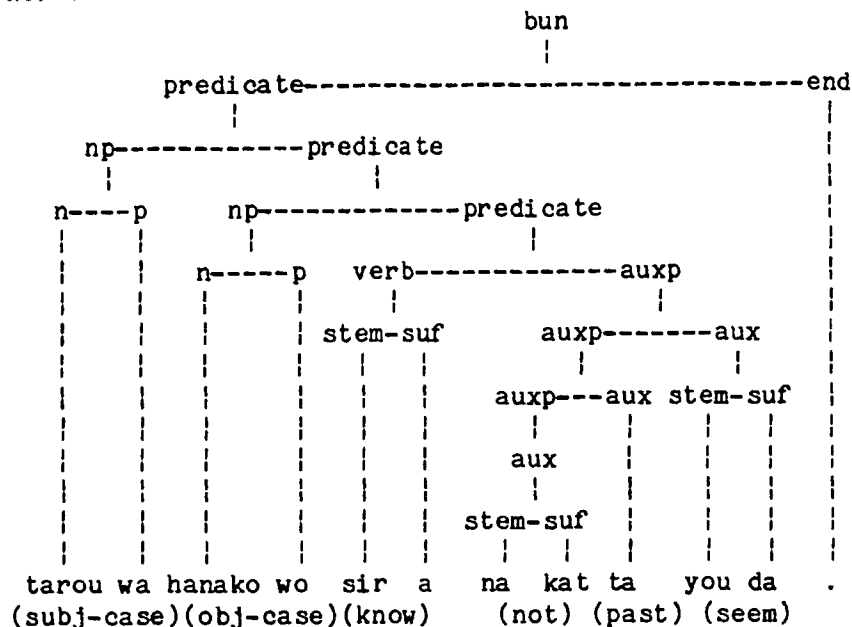 bun
predicate end
np predicate
n p np predicate
n p verb auxp
stem-suf auxp aux
auxp aux stem-suf
aux
stem-suf
tarou wa hanako wo sir a na kat ta you da .
(subj-case)(obj-case)(know) (not) (past) (seem)